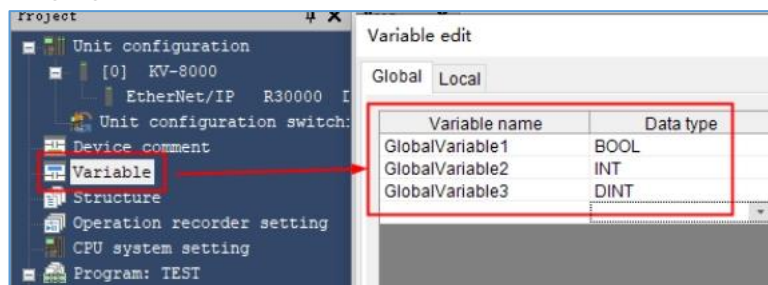 Project
Unit configuration
[0] KV-8000
EtherNet/IP R30000
Unit configuration switch
Device comment
Variable
Structure
Operation recorder setting
CPU system setting
Program: TEST
Variable edit
Global Local
Variable name Data type
GlobalVariable1 BOOL
GlobalVariable2 INT
GlobalVariable3 DINT